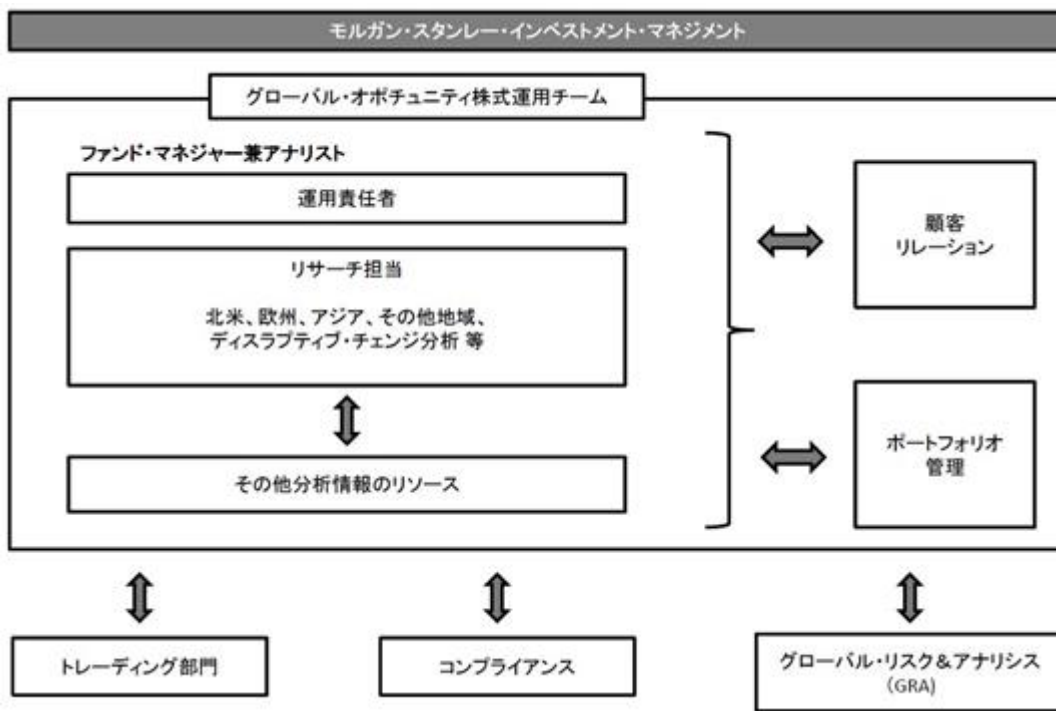 モルガン・スタンレー・インベストメント・マネジメント
グローバル・オポチュニティ株式運用チーム
ファンド・マネジャー兼アナリスト
運用責任者
リサーチ担当
北米、欧州、アジア、その他地域、
ディスラプティブ・チェンジ分析 等
その他分析情報のリソース
顧客
リレーション
ポートフォリオ
管理
トレーディング部門
コンプライアンス
グローバル・リスク&アナリシス
(GRA)